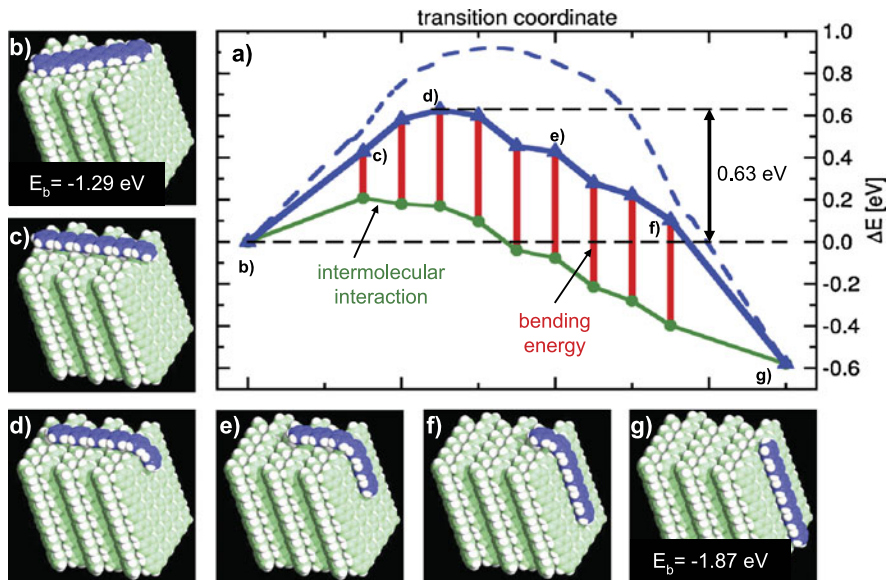 transition coordinate
b)
a)
1.0
0.8
d)
0.6
e)
c)
0.63 eV
0.4
0.2
f)
0.0
ΔE [eV]
E_b = -1.29 eV
b)
intermolecular
interaction
bending
energy
-0.2
-0.4
g)
-0.6
c)
d)
e)
f)
g)
E_b = -1.87 eV